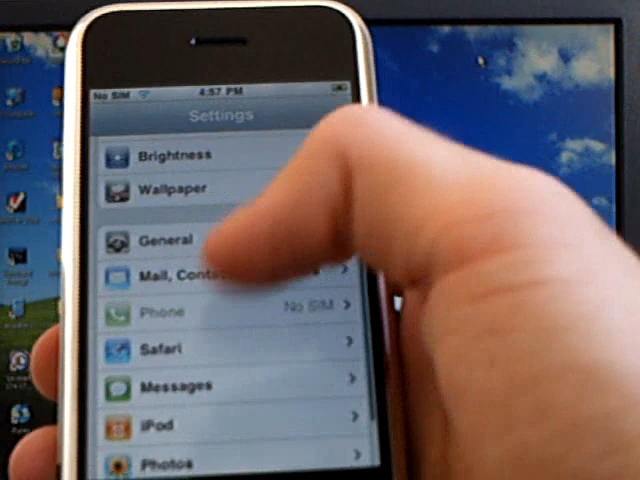 No SIM 4:57 PM
Settings
Brightness
Wallpaper
General
Mail, Conta
Phone No SIM
Safari
Messages
iPod
Photos